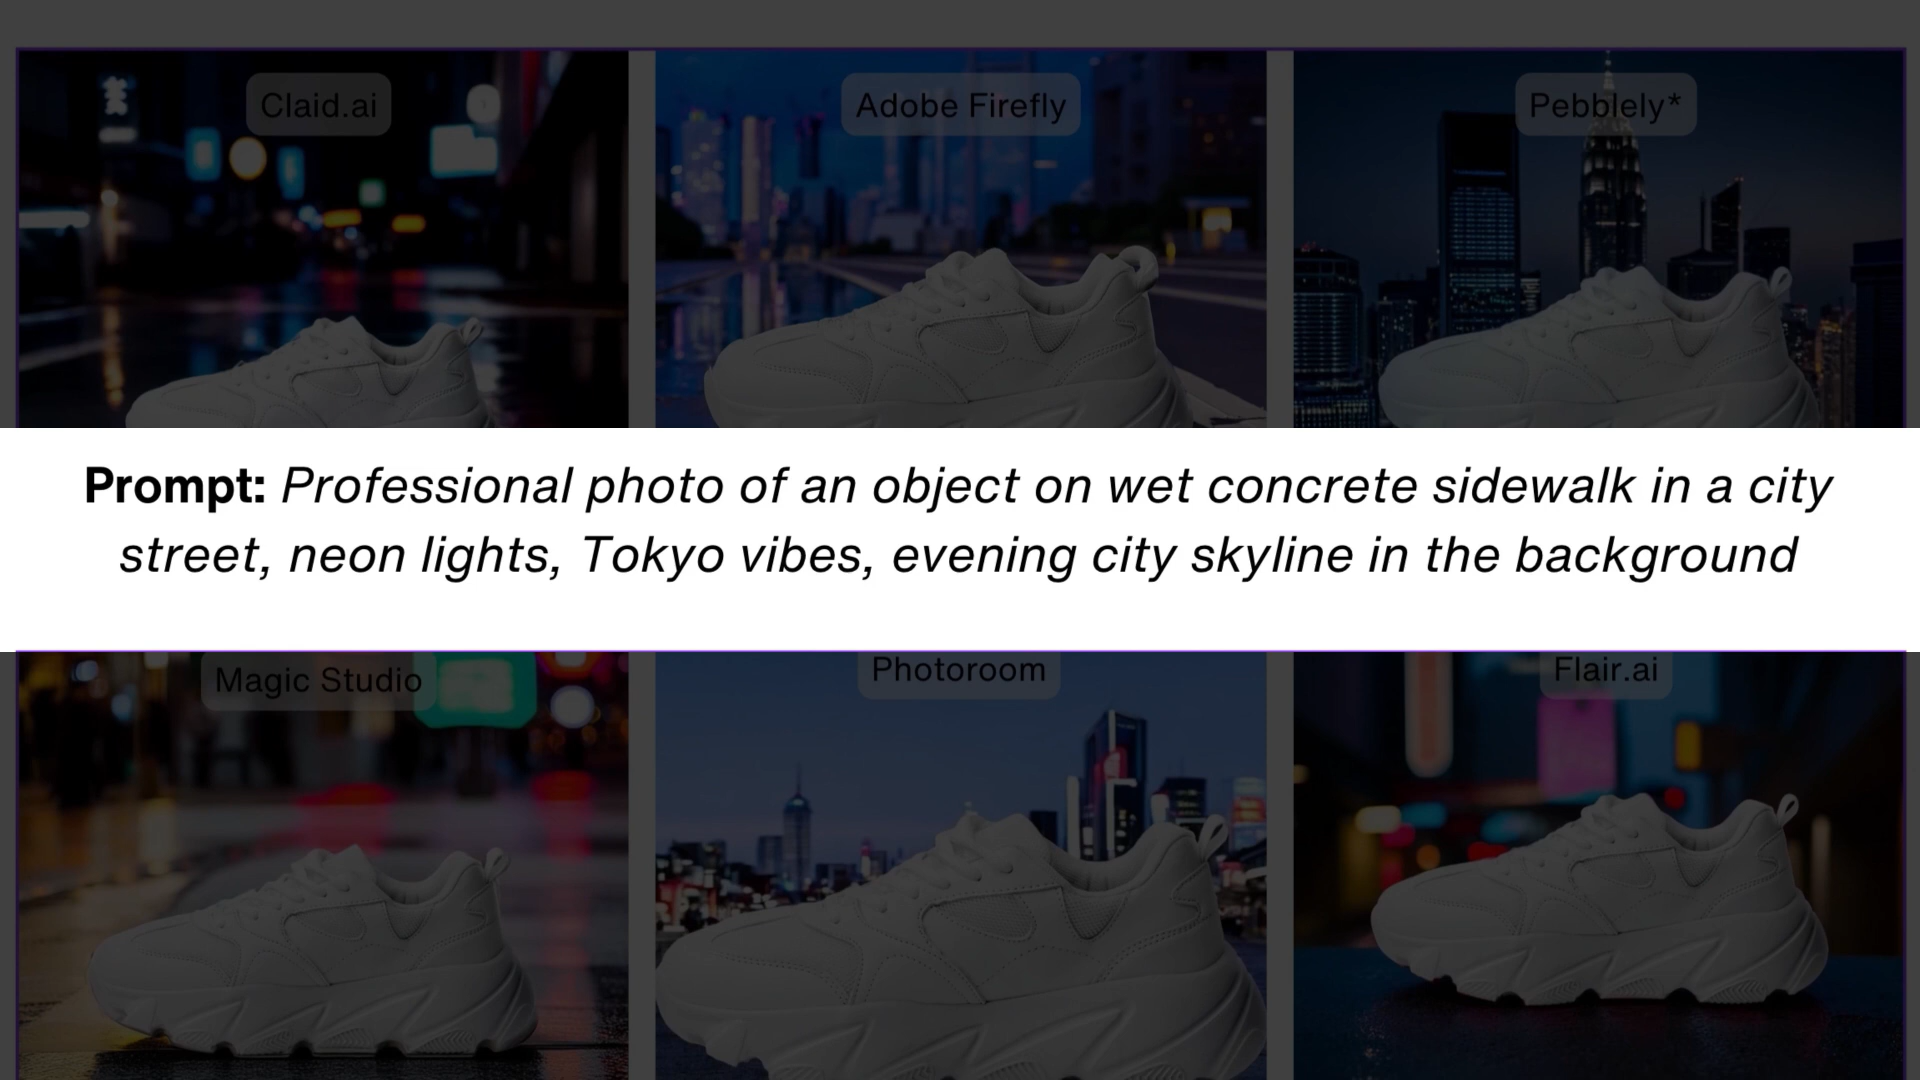 Claid.ai
Adobe Firefly
Pebblely*
Prompt: Professional photo of an object on wet concrete sidewalk in a city
street, neon lights, Tokyo vibes, evening city skyline in the background
Magic Studio
Photoroom
Flair.ai